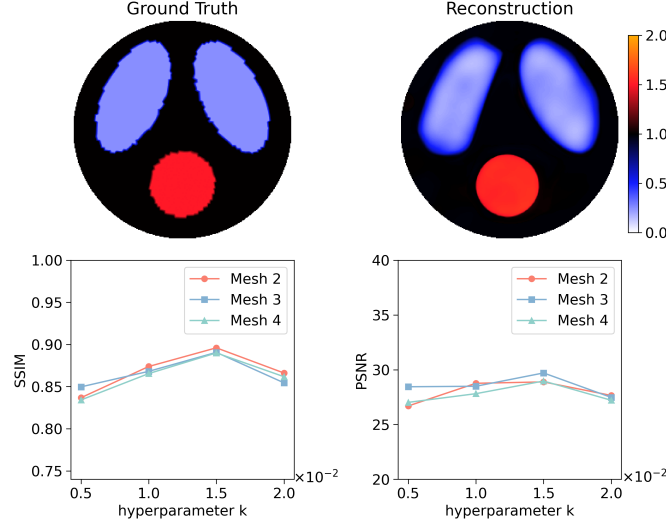 Ground Truth
Reconstruction
2.0
1.5
1.0
0.5
0.0
1.00
0.95
0.90
0.85
0.80
0.75
SSIM
Mesh 2
Mesh 3
Mesh 4
0.5 1.0 1.5 2.0
×10⁻²
hyperparameter k
40
35
30
25
20
PSNR
Mesh 2
Mesh 3
Mesh 4
0.5 1.0 1.5 2.0
×10⁻²
hyperparameter k